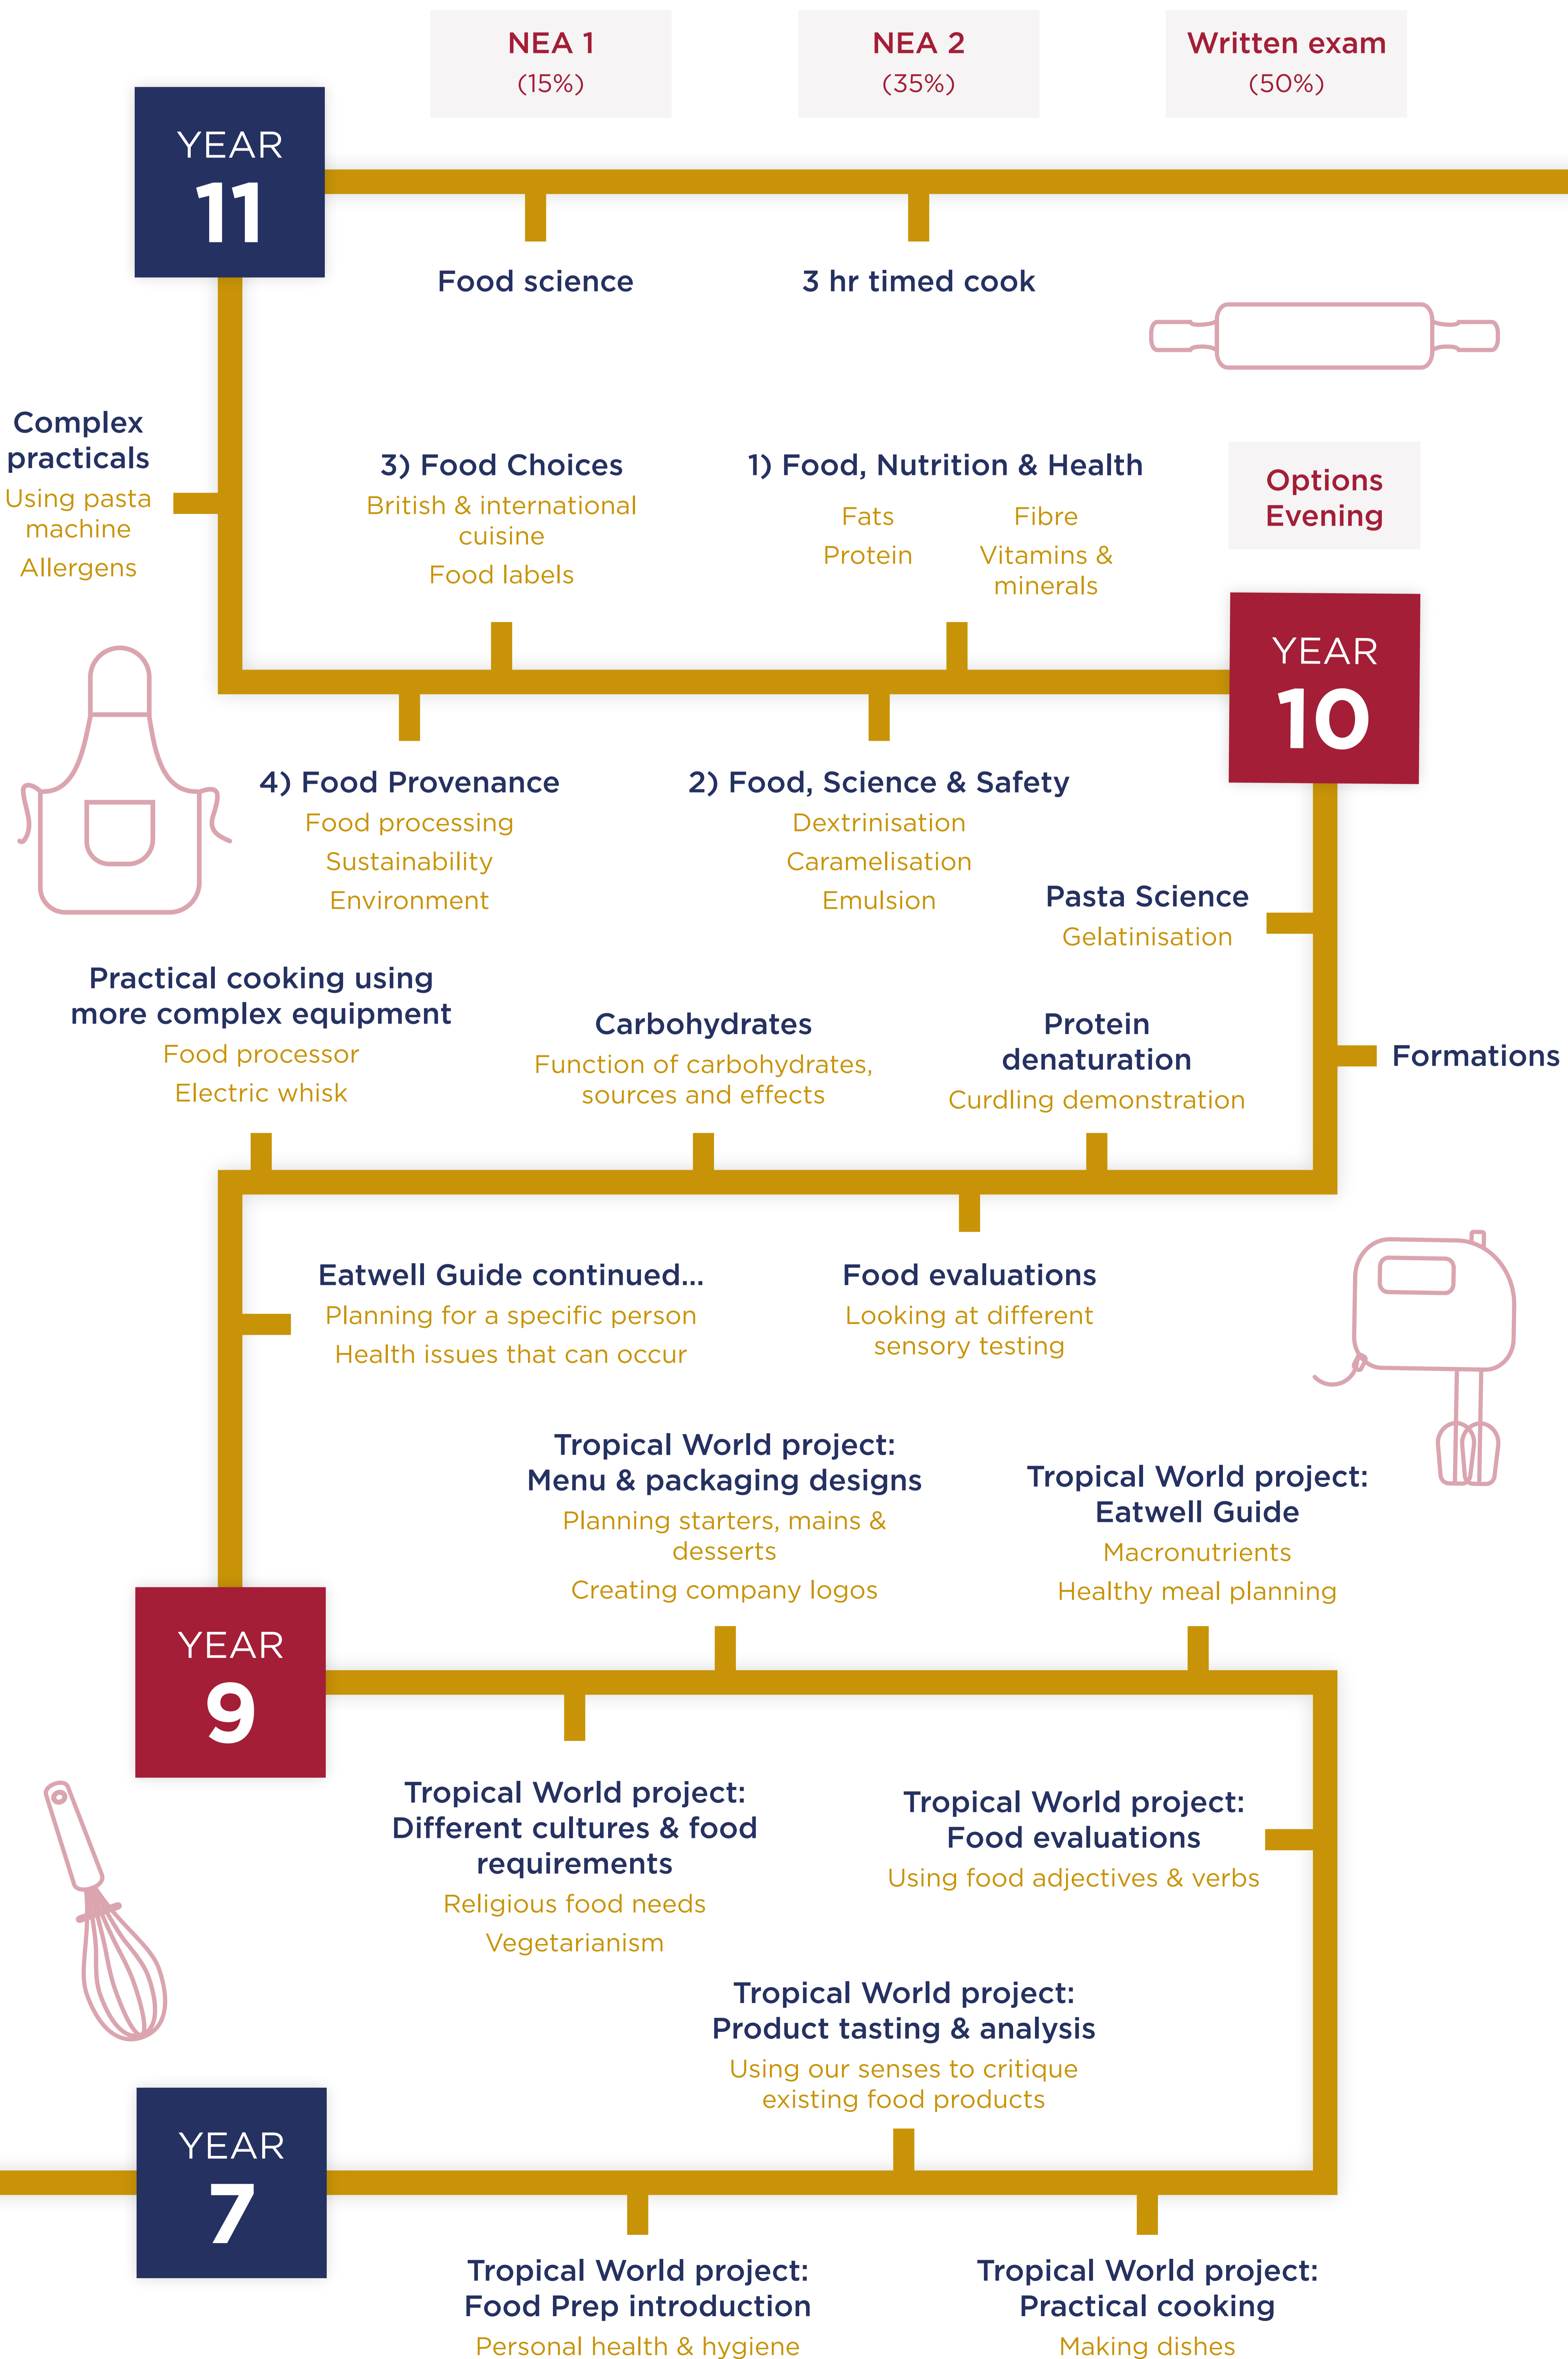 NEA 1
(15%)
NEA 2
(35%)
Written exam
(50%)
YEAR
11
Food science
3 hr timed cook
Complex
practicals
Using pasta
machine
Allergens
3) Food Choices
British & international
cuisine
Food labels
1) Food, Nutrition & Health
Fats
Protein
Fibre
Vitamins &
minerals
Options
Evening
YEAR
10
4) Food Provenance
Food processing
Sustainability
Environment
2) Food, Science & Safety
Dextrinisation
Caramelisation
Emulsion
Pasta Science
Gelatinisation
Practical cooking using
more complex equipment
Food processor
Electric whisk
Carbohydrates
Function of carbohydrates,
sources and effects
Protein
denaturation
Curdling demonstration
Formations
Eatwell Guide continued...
Planning for a specific person
Health issues that can occur
Food evaluations
Looking at different
sensory testing
Tropical World project:
Menu & packaging designs
Planning starters, mains &
desserts
Creating company logos
Tropical World project:
Eatwell Guide
Macronutrients
Healthy meal planning
YEAR
9
Tropical World project:
Different cultures & food
requirements
Religious food needs
Vegetarianism
Tropical World project:
Food evaluations
Using food adjectives & verbs
Tropical World project:
Product tasting & analysis
Using our senses to critique
existing food products
YEAR
7
Tropical World project:
Food Prep introduction
Personal health & hygiene
Tropical World project:
Practical cooking
Making dishes